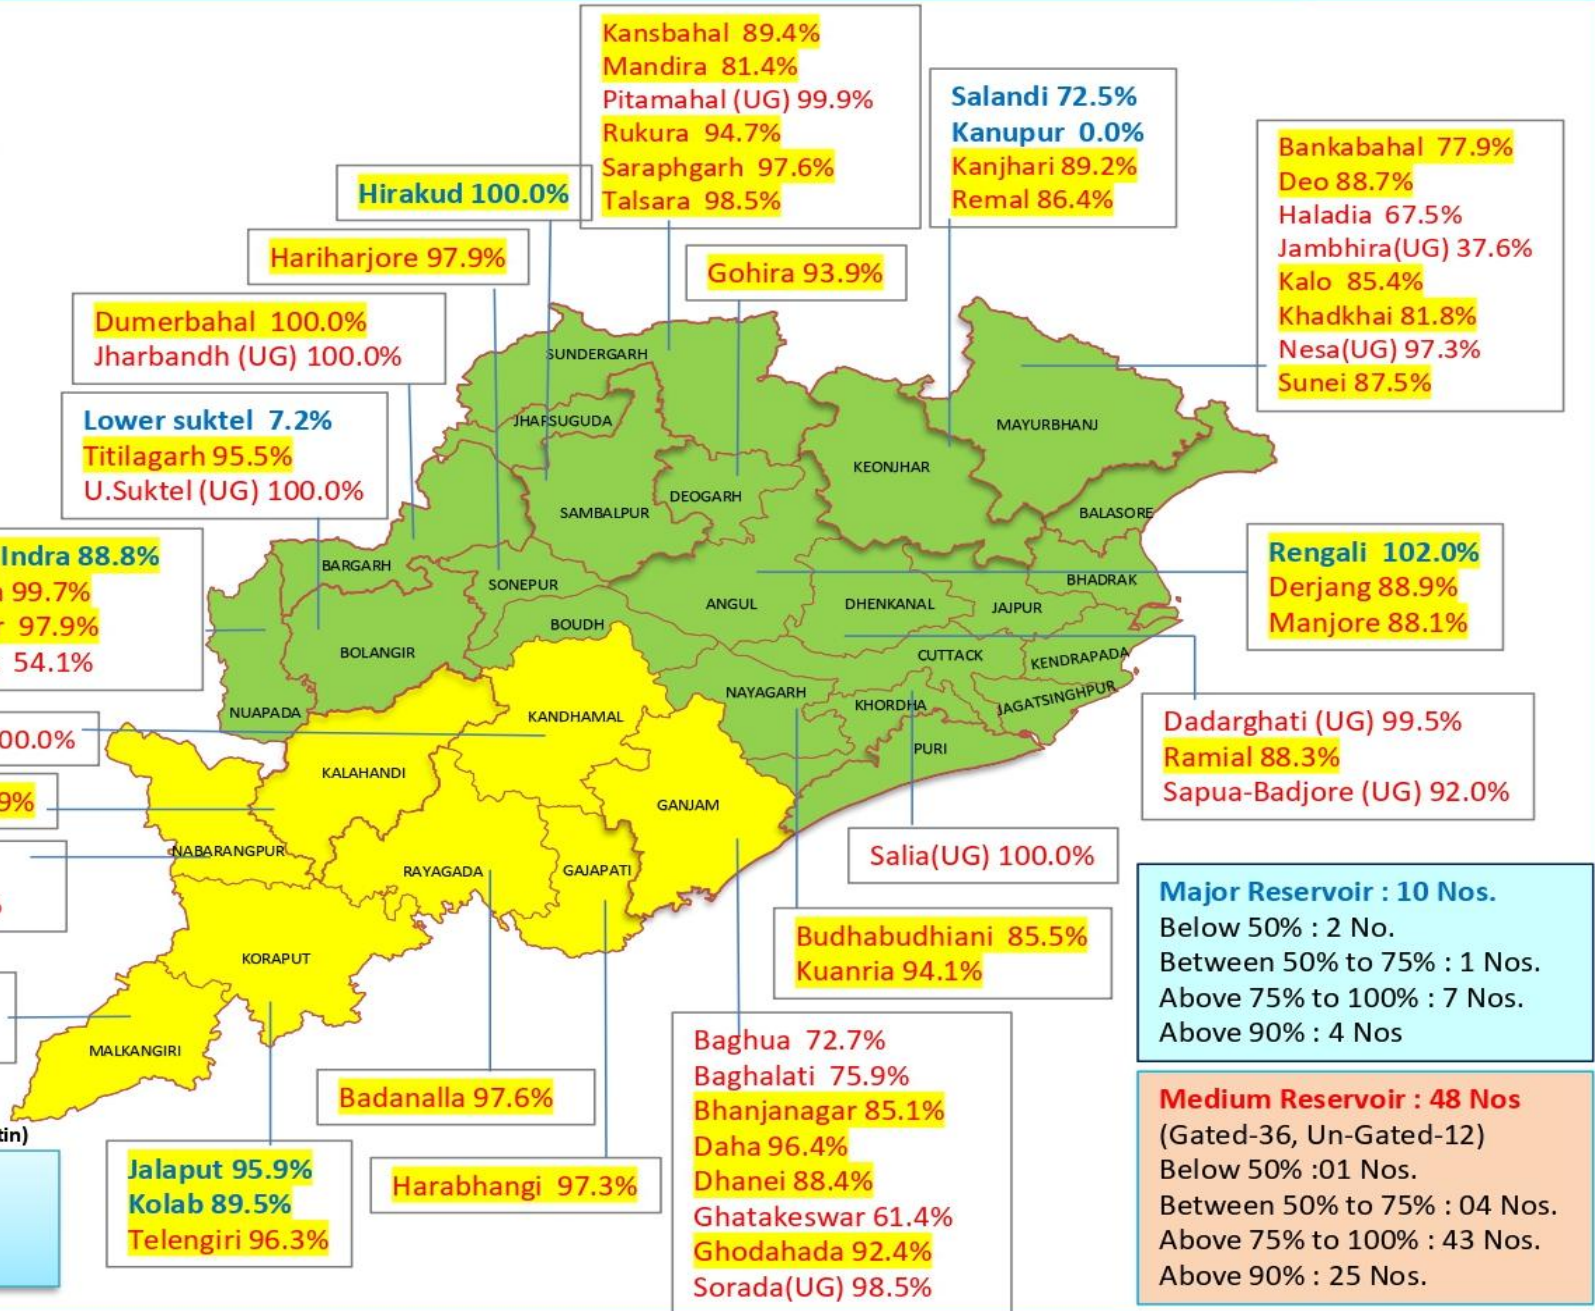 Kansbahal 89.4%
Mandira 81.4%
Pitamahal (UG) 99.9%
Rukura 94.7%
Saraphgarh 97.6%
Talsara 98.5%
Salandi 72.5%
Kanupur 0.0%
Kanjhari 89.2%
Remal 86.4%
Bankabahal 77.9%
Deo 88.7%
Haladia 67.5%
Jambhira(UG) 37.6%
Kalo 85.4%
Khadkhai 81.8%
Nesa(UG) 97.3%
Sunei 87.5%
Hirakud 100.0%
Hariharjore 97.9%
Gohira 93.9%
Dumerbahal 100.0%
Jharbandh (UG) 100.0%
Lower suktel 7.2%
Titilagarh 95.5%
U.Suktel (UG) 100.0%
Indra 88.8%
99.7%
97.9%
54.1%
00.0%
9%
SUNDERGARH
JHARSUGUDA
SAMBALPUR
DEOGARH
KEONJHAR
MAYURBHANJ
BALASORE
BARGARH
SONEPUR
ANGUL
DHENKANAL
JAJPUR
BHADRAK
BOLANGIR
BOUDH
CUTTACK
KENDRAPADA
NUAPADA
NAYAGARH
KHORDHA
JAGATSINGHPUR
PURI
KANDHAMAL
KALAHANDI
GANJAM
NABARANGPUR
RAYAGADA
GAJAPATI
KORAPUT
MALKANGIRI
Rengali 102.0%
Derjang 88.9%
Manjore 88.1%
Dadarghati (UG) 99.5%
Ramial 88.3%
Sapua-Badjore (UG) 92.0%
Salia(UG) 100.0%
Budhabudhiani 85.5%
Kuanria 94.1%
Baghua 72.7%
Baghalati 75.9%
Bhanjanagar 85.1%
Daha 96.4%
Dhanei 88.4%
Ghatakeswar 61.4%
Ghodahada 92.4%
Sorada(UG) 98.5%
Badanalla 97.6%
Harabhangi 97.3%
tin)
Jalaput 95.9%
Kolab 89.5%
Telengiri 96.3%
Major Reservoir : 10 Nos.
Below 50% : 2 No.
Between 50% to 75% : 1 Nos.
Above 75% to 100% : 7 Nos.
Above 90% : 4 Nos
Medium Reservoir : 48 Nos
(Gated-36, Un-Gated-12)
Below 50% :01 Nos.
Between 50% to 75% : 04 Nos.
Above 75% to 100% : 43 Nos.
Above 90% : 25 Nos.